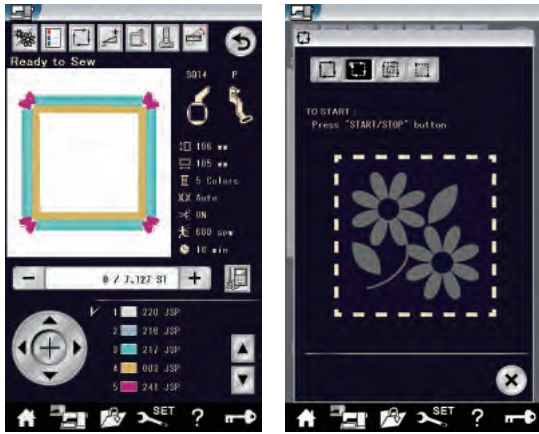 Ready to Sew
SQ14 P
106 mm
105 mm
5 Colors
Auto
ON
600 spm
10 min
0 / 7,127 ST
1 220 JSP
2 210 JSP
3 217 JSP
4 003 JSP
5 241 JSP
SET
?
TO START :
Press "START/STOP" button
SET
?